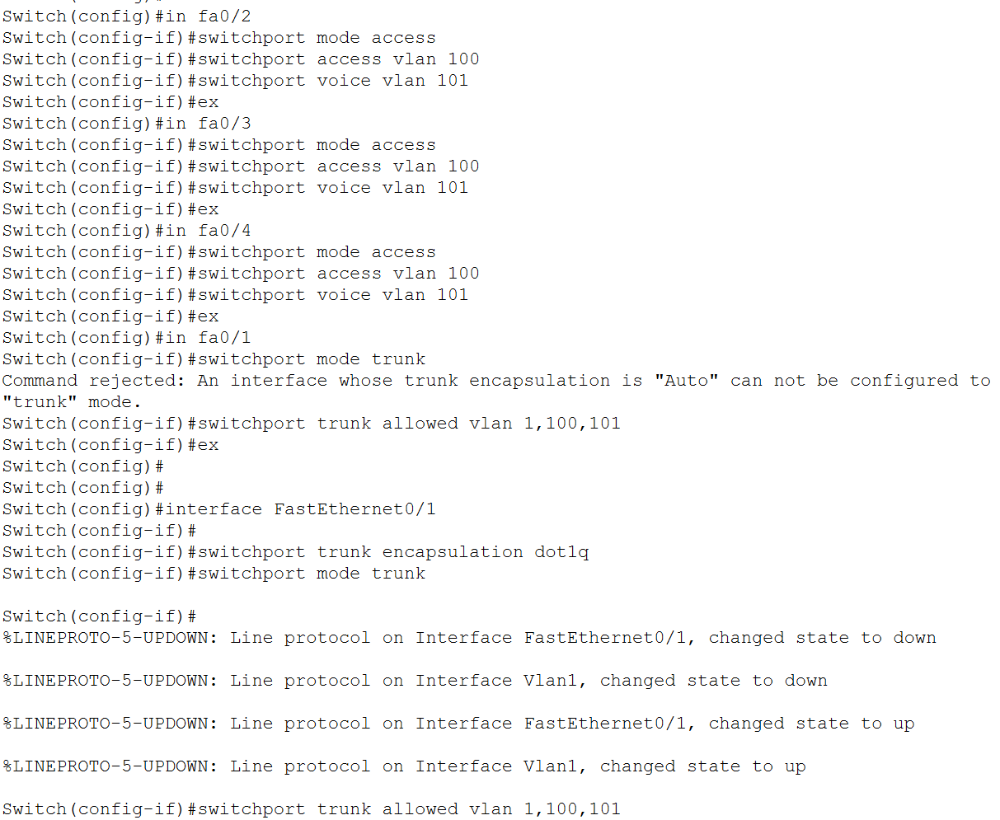 Switch(config)#in fa0/2
Switch(config-if)#switchport mode access
Switch(config-if)#switchport access vlan 100
Switch(config-if)#switchport voice vlan 101
Switch(config-if)#ex
Switch(config)#in fa0/3
Switch(config-if)#switchport mode access
Switch(config-if)#switchport access vlan 100
Switch(config-if)#switchport voice vlan 101
Switch(config-if)#ex
Switch(config)#in fa0/4
Switch(config-if)#switchport mode access
Switch(config-if)#switchport access vlan 100
Switch(config-if)#switchport voice vlan 101
Switch(config-if)#ex
Switch(config)#in fa0/1
Switch(config-if)#switchport mode trunk
Command rejected: An interface whose trunk encapsulation is "Auto" can not be configured to
"trunk" mode.
Switch(config-if)#switchport trunk allowed vlan 1,100,101
Switch(config-if)#ex
Switch(config)#
Switch(config)#
Switch(config)#interface FastEthernet0/1
Switch(config-if)#
Switch(config-if)#switchport trunk encapsulation dot1q
Switch(config-if)#switchport mode trunk
Switch(config-if)#
%LINEPROTO-5-UPDOWN: Line protocol on Interface FastEthernet0/1, changed state to down
%LINEPROTO-5-UPDOWN: Line protocol on Interface Vlan1, changed state to down
%LINEPROTO-5-UPDOWN: Line protocol on Interface FastEthernet0/1, changed state to up
%LINEPROTO-5-UPDOWN: Line protocol on Interface Vlan1, changed state to up
Switch(config-if)#switchport trunk allowed vlan 1,100,101